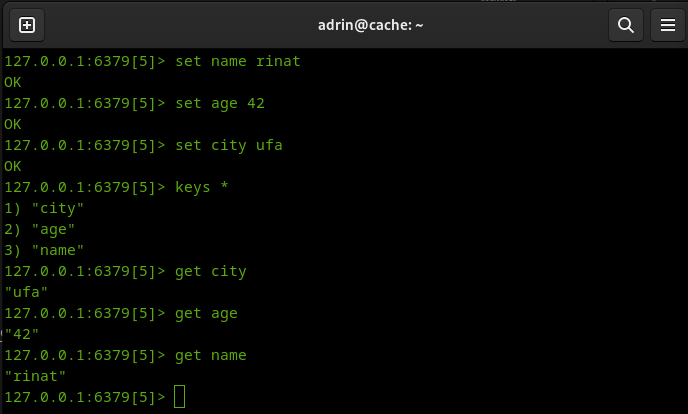 adrin@cache: ~
127.0.0.1:6379[5]> set name rinat
OK
127.0.0.1:6379[5]> set age 42
OK
127.0.0.1:6379[5]> set city ufa
OK
127.0.0.1:6379[5]> keys *
1) "city"
2) "age"
3) "name"
127.0.0.1:6379[5]> get city
"ufa"
127.0.0.1:6379[5]> get age
"42"
127.0.0.1:6379[5]> get name
"rinat"
127.0.0.1:6379[5]>